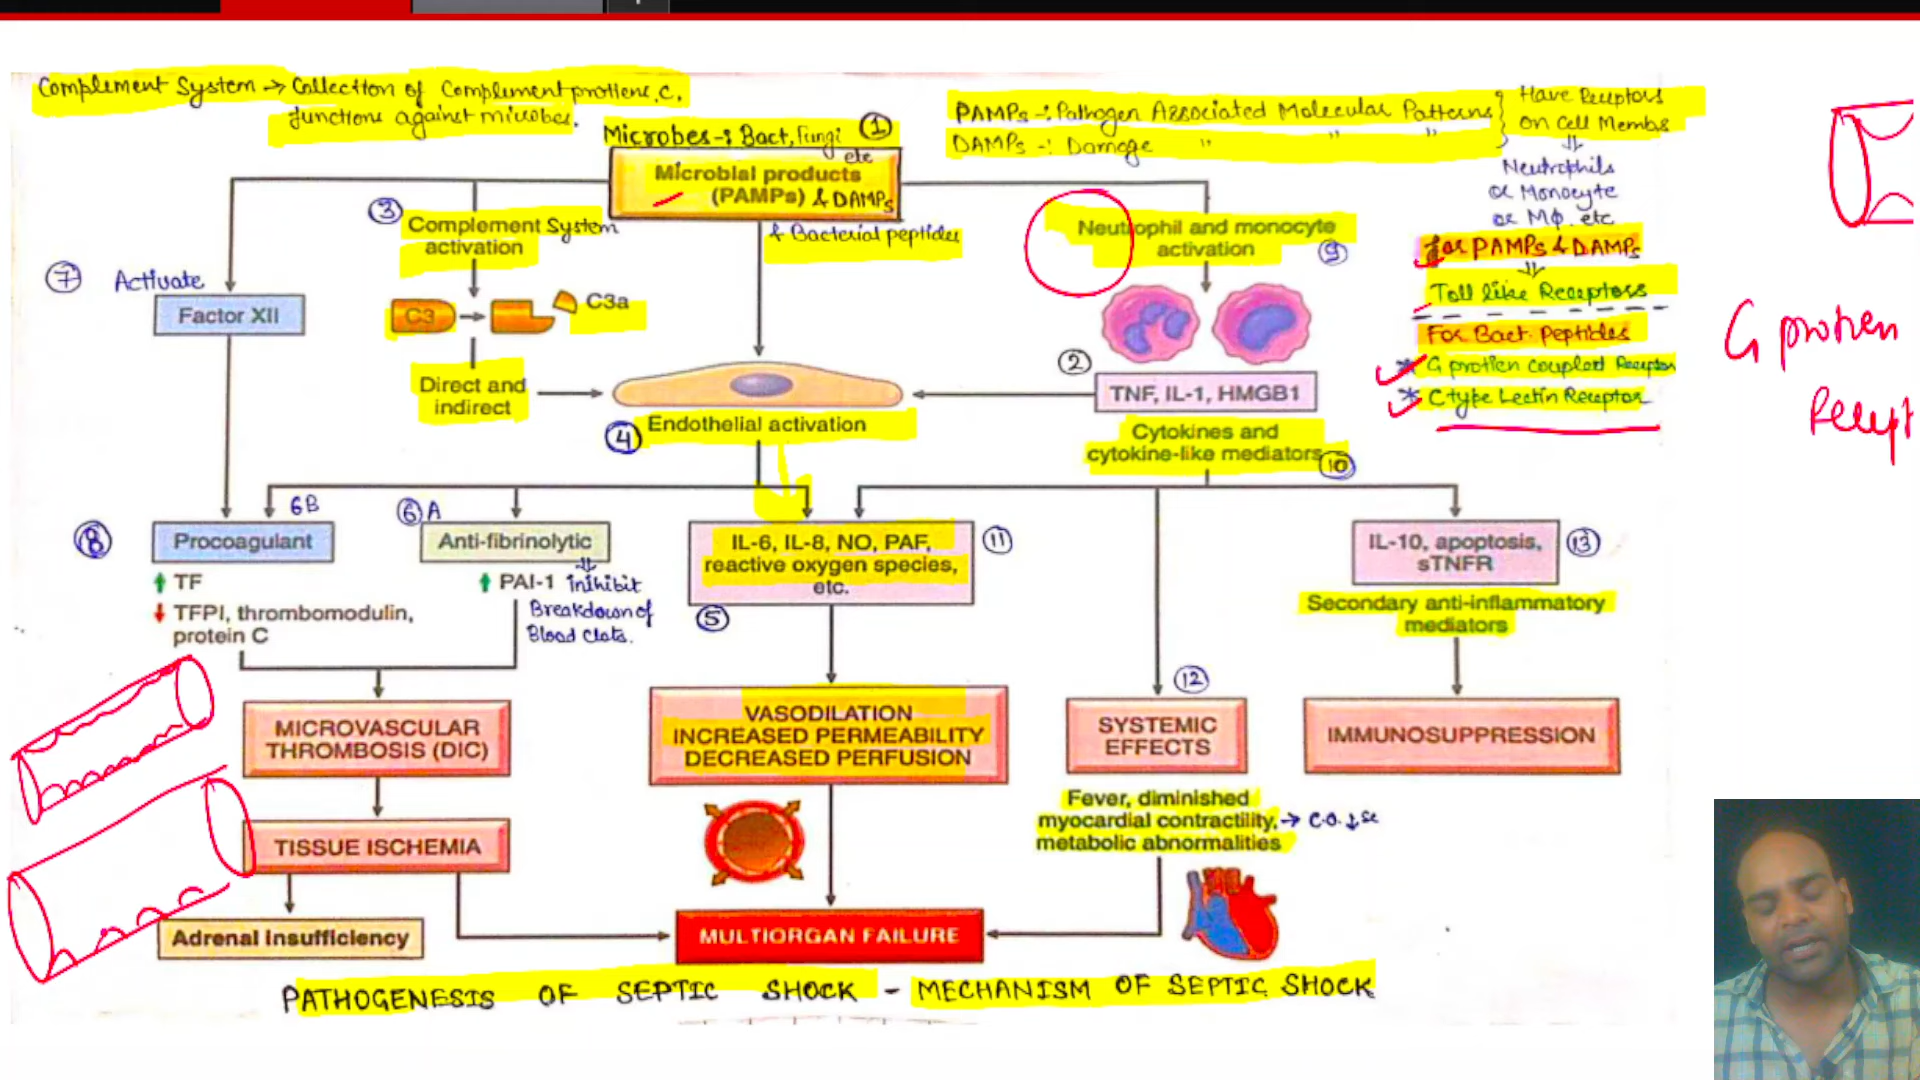 Complement System → Collection of Complement protiens, c,
functions against microbes.
Microbes -: Bact, Fungi etc
①
PAMPs -: Pathogen Associated Molecular Patterns
DAMPs -: Damage " " "
Have Receptors
on Cell Membs
⇓
Neutrophils
or Monocyte
or MΦ. etc
for PAMPs & DAMPs
⇓
Toll like Receptors
For Bact. Peptides
* G protien coupled Receptor
* C type Lectin Receptor
G protien
Microbial products
(PAMPs) & DAMPs
& Bacterial peptides
③
Complement System
activation
C3
C3a
Direct and
indirect
⑦ Activate
Factor XII
Neutrophil and monocyte
activation
⑨
②
TNF, IL-1, HMGB1
Cytokines and
cytokine-like mediators
⑩
④ Endothelial activation
6B
⑧ Procoagulant
↑ TF
↓ TFPI, thrombomodulin,
protein C
⑥A
Anti-fibrinolytic
⇓
↑ PAI-1 inhibit
Breakdown of
Blood Clots.
IL-6, IL-8, NO, PAF,
reactive oxygen species,
etc.
⑪
⑤
IL-10, apoptosis,
sTNFR
⑬
Secondary anti-inflammatory
mediators
MICROVASCULAR
THROMBOSIS (DIC)
VASODILATION
INCREASED PERMEABILITY
DECREASED PERFUSION
⑫
SYSTEMIC
EFFECTS
IMMUNOSUPPRESSION
Fever, diminished
myocardial contractility, → C.O. ↓se
metabolic abnormalities
TISSUE ISCHEMIA
Adrenal insufficiency
MULTIORGAN FAILURE
PATHOGENESIS OF SEPTIC SHOCK - MECHANISM OF SEPTIC SHOCK